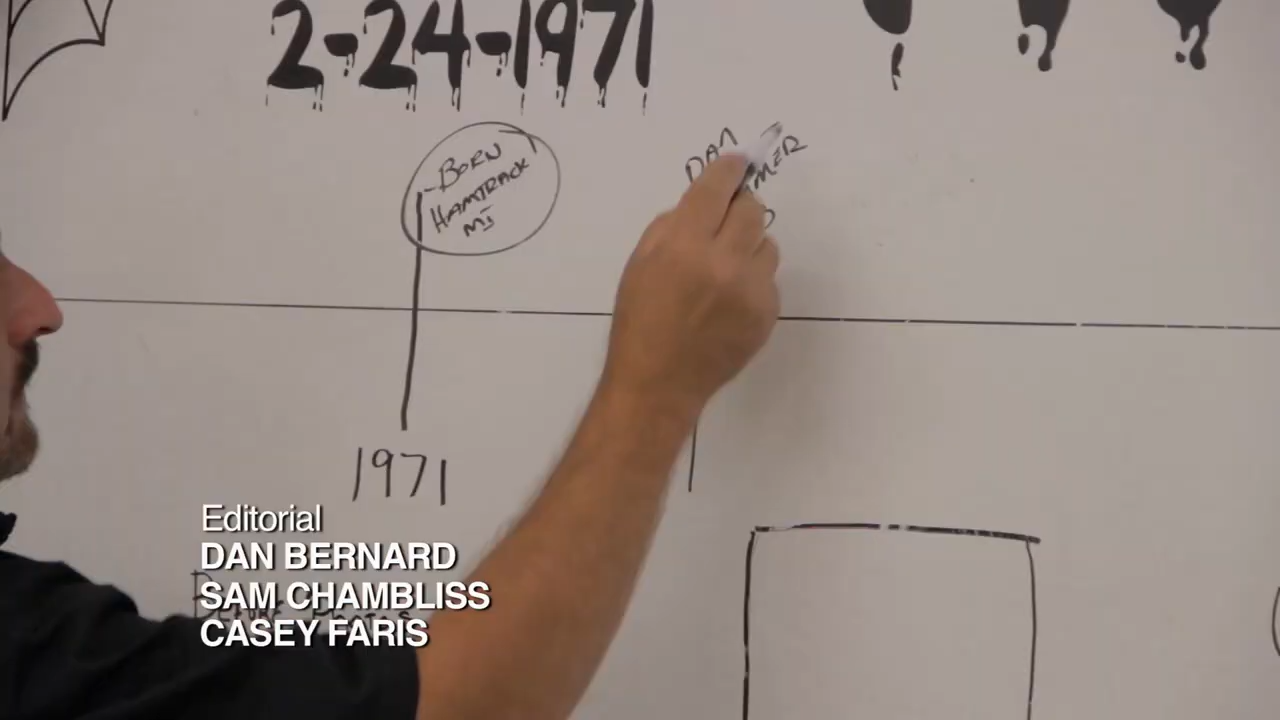 2-24-1971
-BORN
HAMTRACK
MI
1971
Editorial
DAN BERNARD
SAM CHAMBLISS
CASEY FARIS